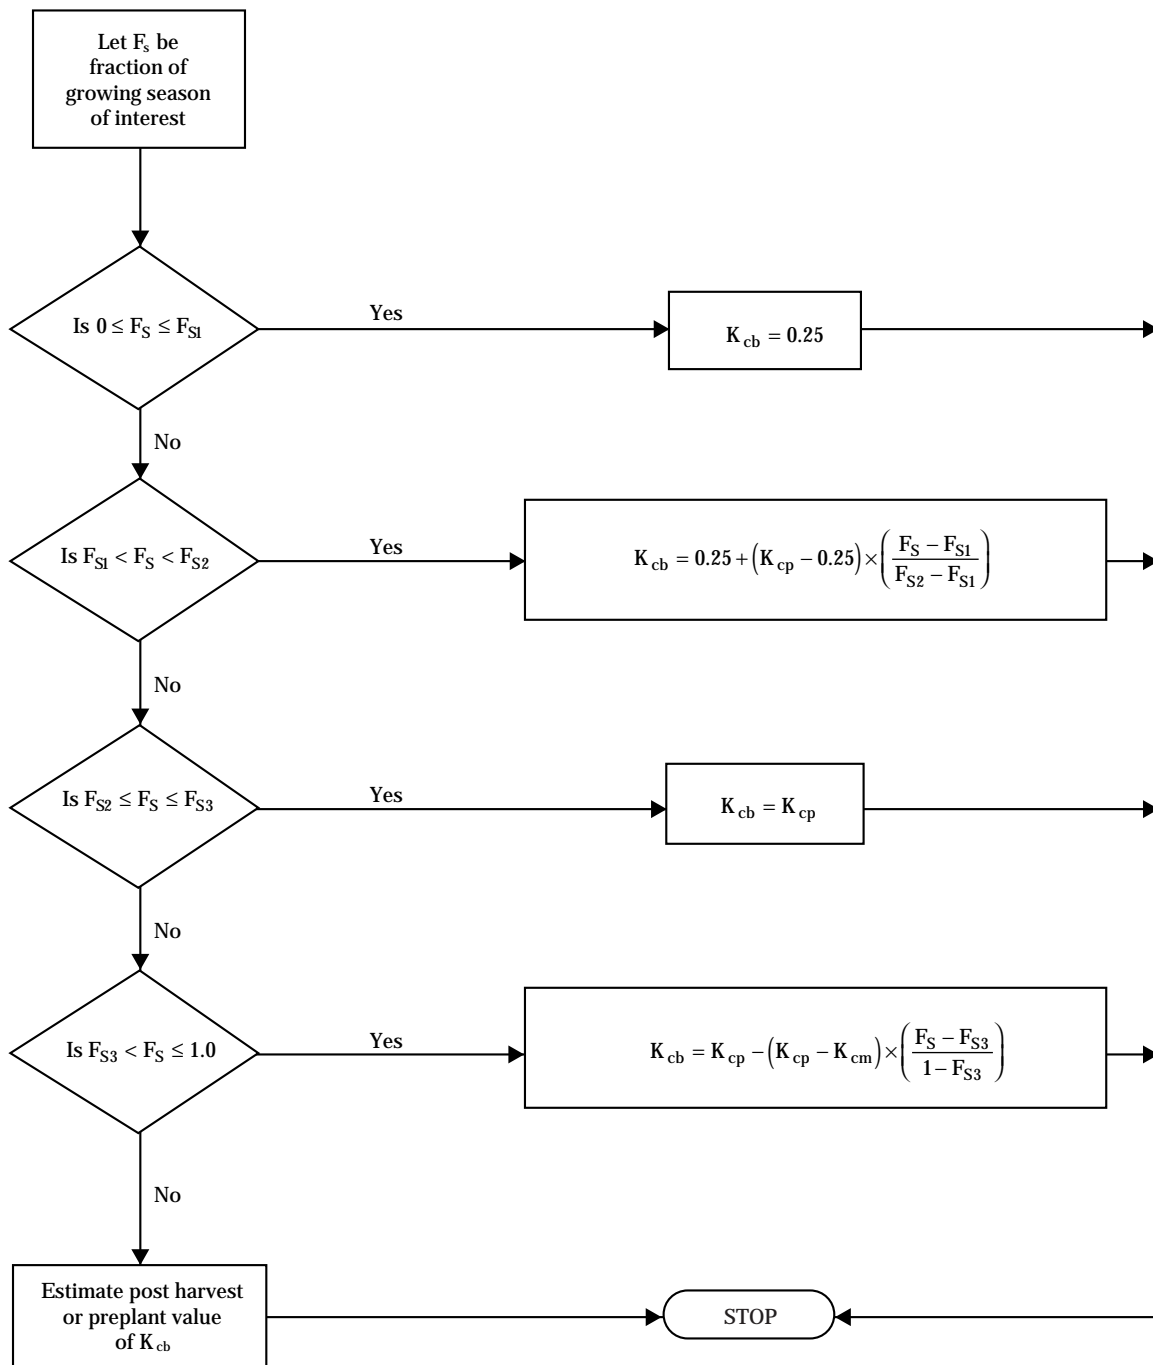 Let Fₛ be
fraction of
growing season
of interest
Is 0 ≤ F_S ≤ F_S1
Yes
K_cb = 0.25
No
Is F_S1 < F_S < F_S2
Yes
K_cb = 0.25 + (K_cp − 0.25) × ((F_S − F_S1) / (F_S2 − F_S1))
No
Is F_S2 ≤ F_S ≤ F_S3
Yes
K_cb = K_cp
No
Is F_S3 < F_S ≤ 1.0
Yes
K_cb = K_cp − (K_cp − K_cm) × ((F_S − F_S3) / (1 − F_S3))
No
Estimate post harvest
or preplant value
of K_cb
STOP